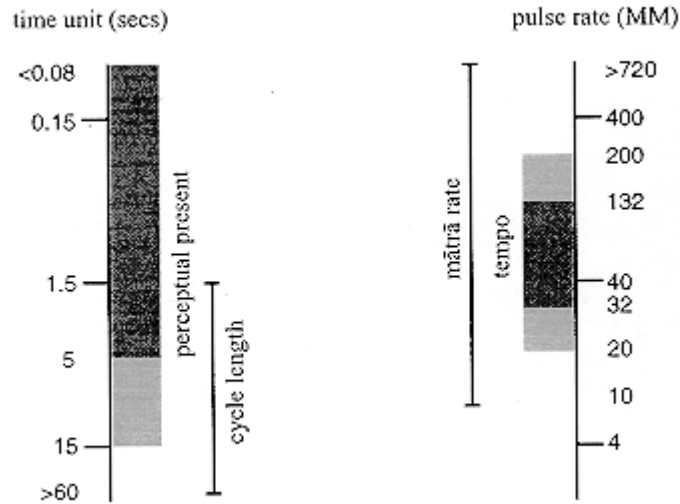 time unit (secs)
<0.08
0.15
1.5
5
15
>60
perceptual present
cycle length
pulse rate (MM)
>720
400
200
132
40
32
20
10
4
mātrā rate
tempo